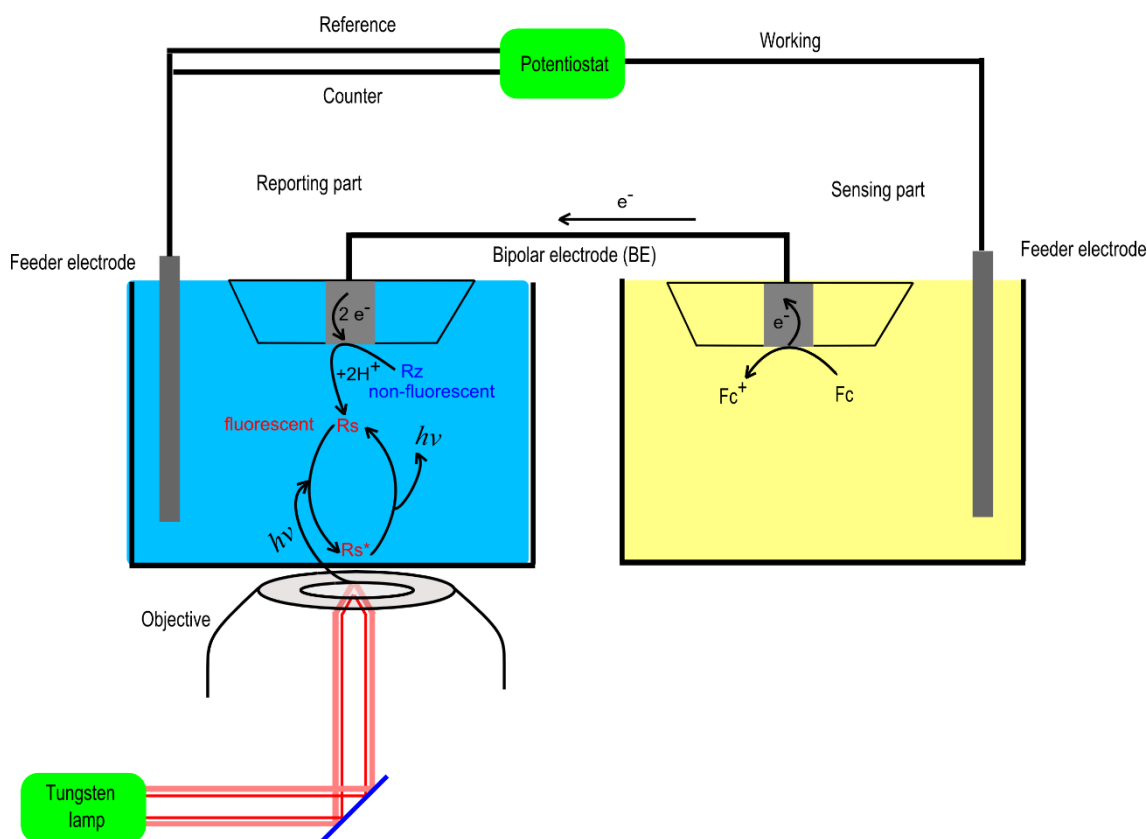 Reference
Potentiostat
Working
Counter
Reporting part
Sensing part
e⁻
Feeder electrode
Bipolar electrode (BE)
Feeder electrode
2 e⁻
e⁻
+2H⁺
Rz
non-fluorescent
Fc⁺
Fc
fluorescent
Rs
hν
hν
Rs*
Objective
Tungsten
lamp